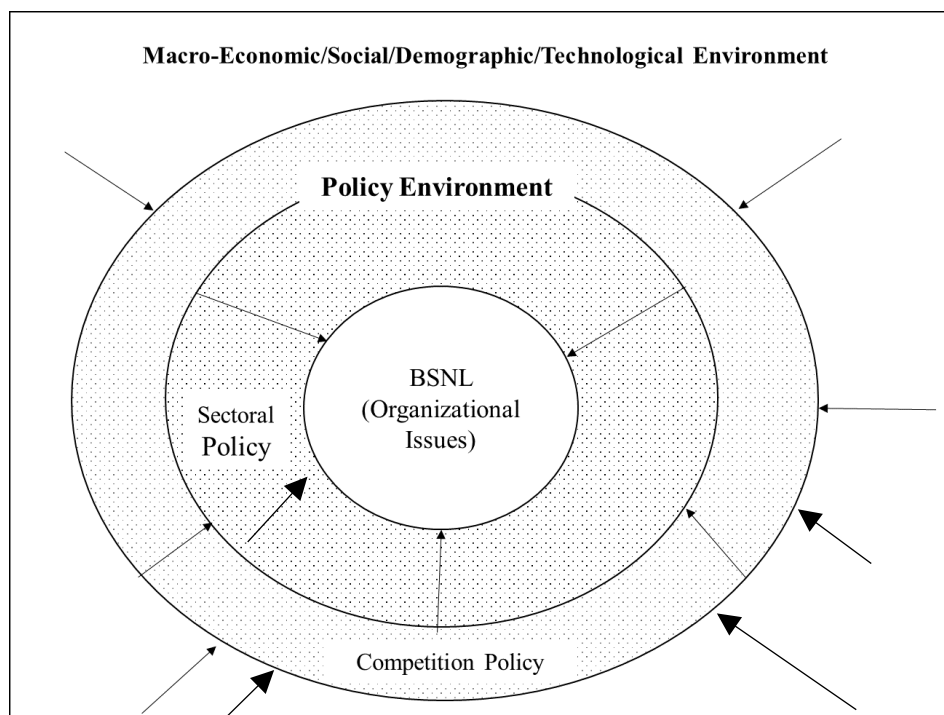 Macro-Economic/Social/Demographic/Technological Environment
Policy Environment
BSNL
(Organizational
Issues)
Sectoral
Policy
Competition Policy